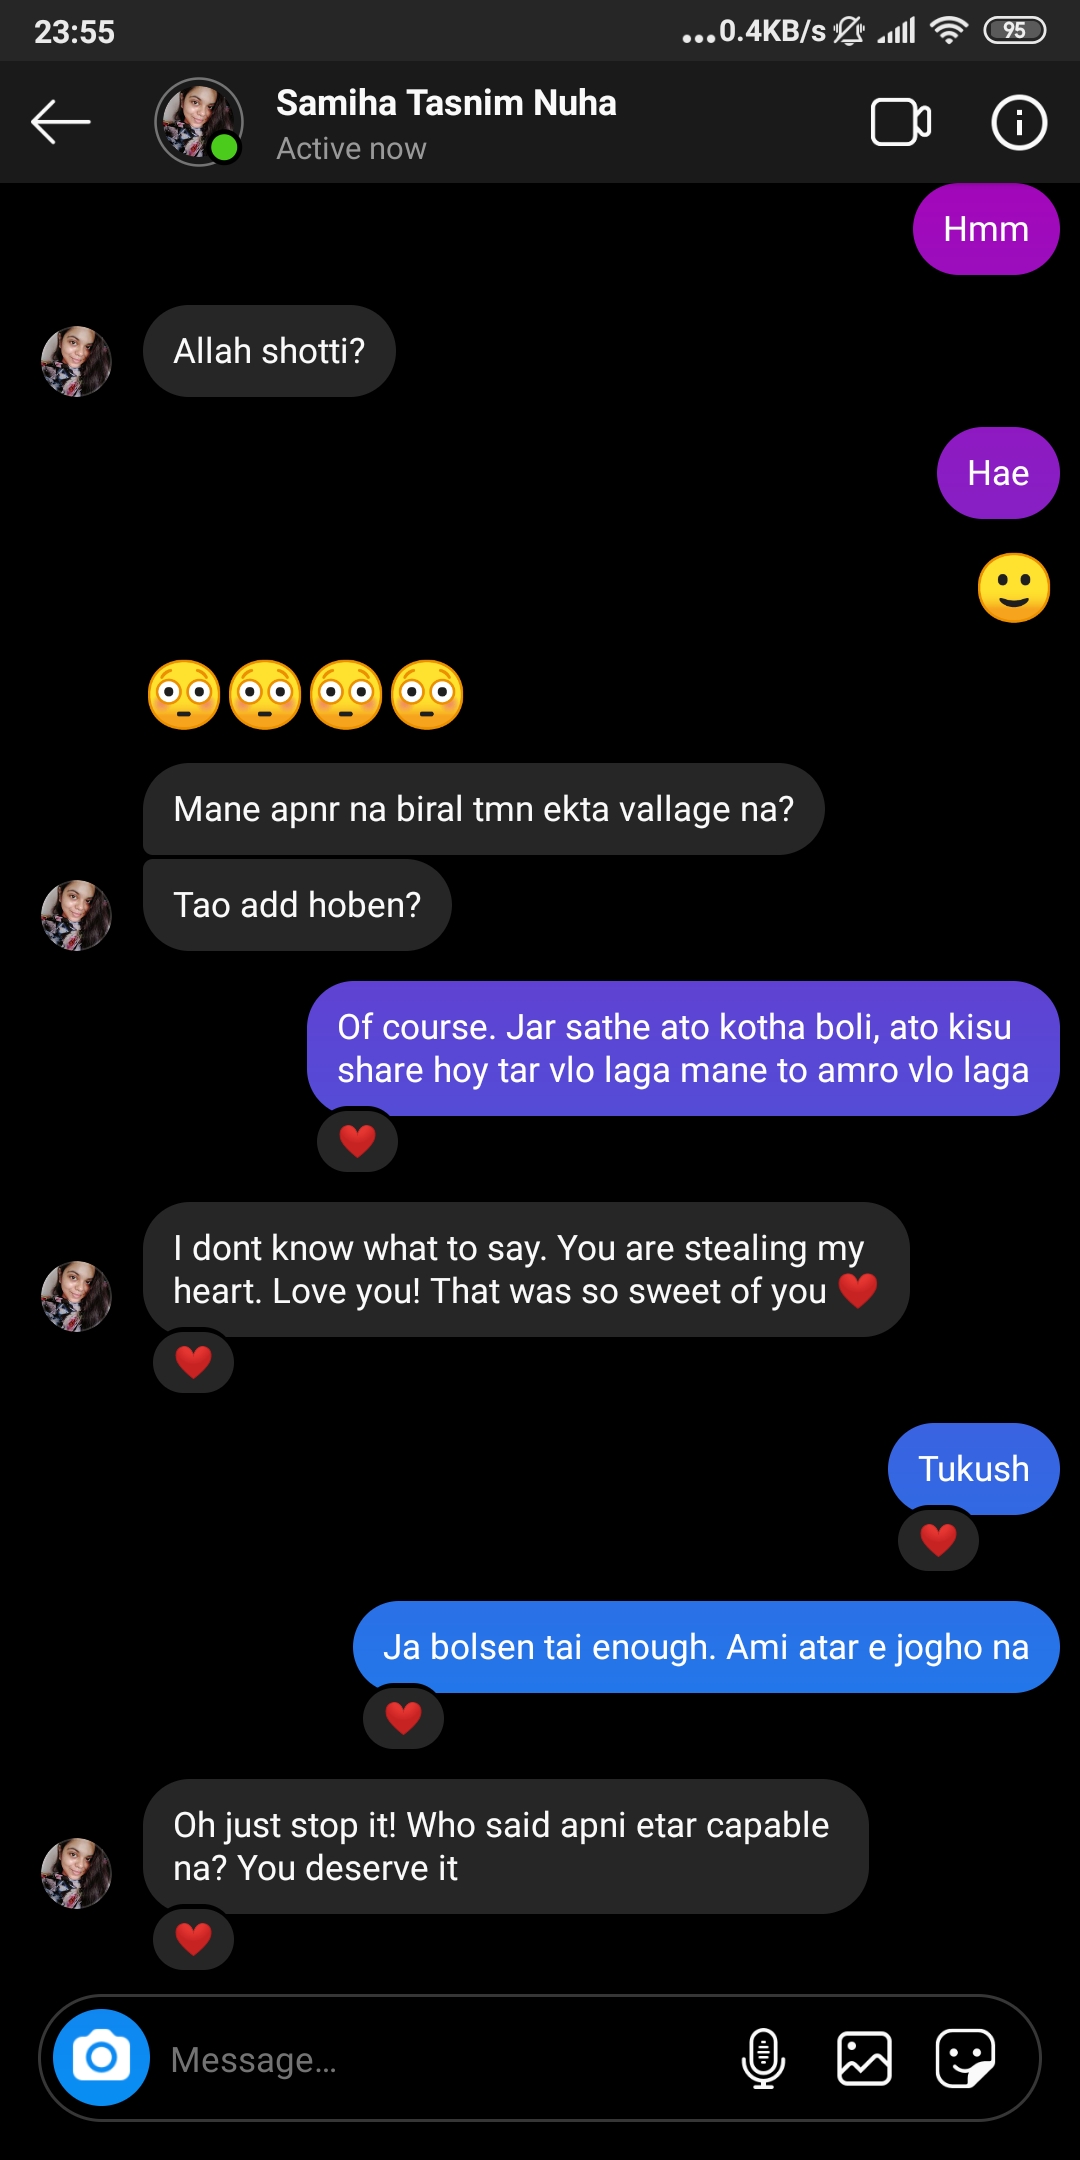 23:55
...0.4KB/s
95
Samiha Tasnim Nuha
Active now
Hmm
Allah shotti?
Hae
🙂
😳😳😳😳
Mane apnr na biral tmn ekta vallage na?
Tao add hoben?
Of course. Jar sathe ato kotha boli, ato kisu
share hoy tar vlo laga mane to amro vlo laga
❤️
I dont know what to say. You are stealing my
heart. Love you! That was so sweet of you ❤️
❤️
Tukush
❤️
Ja bolsen tai enough. Ami atar e jogho na
❤️
Oh just stop it! Who said apni etar capable
na? You deserve it
❤️
Message...